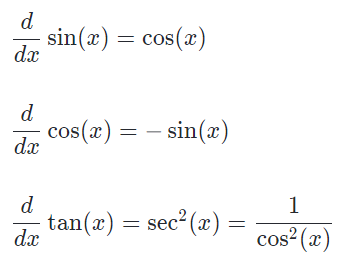 d/dx sin(x) = cos(x)
d/dx cos(x) = − sin(x)
d/dx tan(x) = sec²(x) = 1/cos²(x)